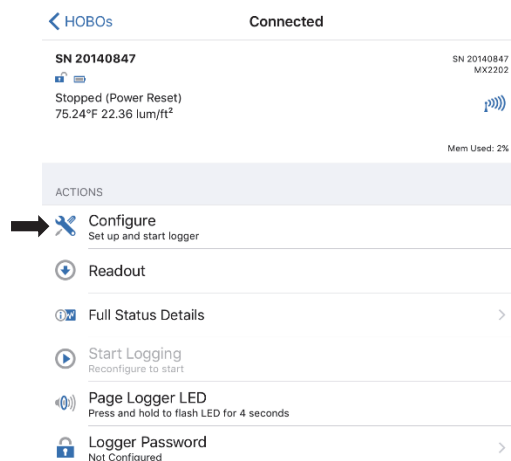 HOBOs
Connected
SN 20140847
SN 20140847
MX2202
Stopped (Power Reset)
75.24°F 22.36 lum/ft²
Mem Used: 2%
ACTIONS
Configure
Set up and start logger
Readout
Full Status Details
Start Logging
Reconfigure to start
Page Logger LED
Press and hold to flash LED for 4 seconds
Logger Password
Not Configured